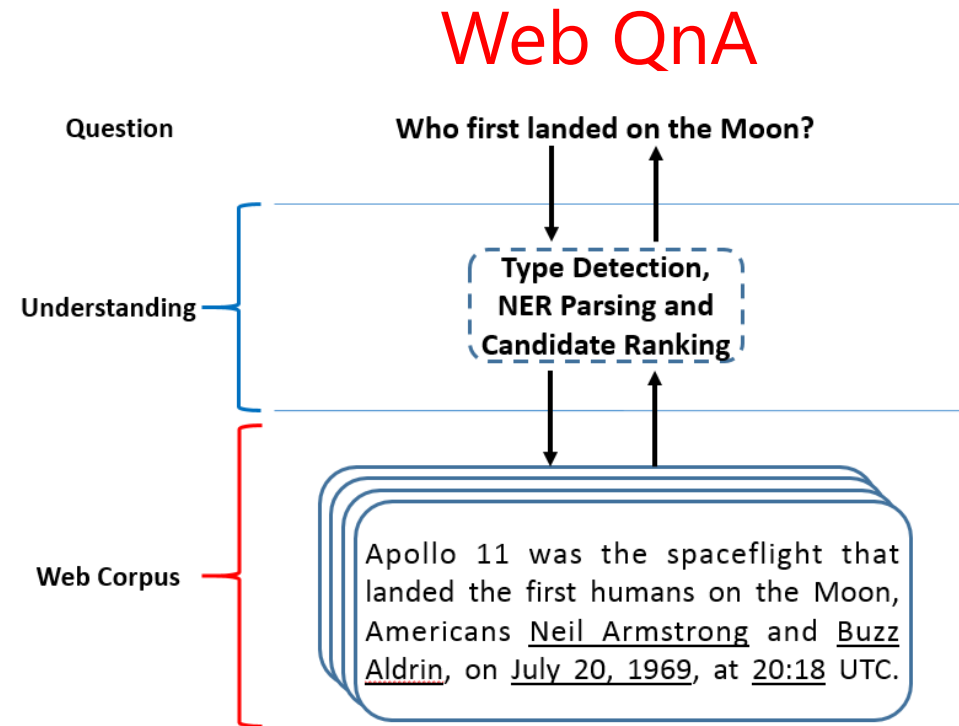 Web QnA
Question
Who first landed on the Moon?
Understanding
Type Detection,
NER Parsing and
Candidate Ranking
Web Corpus
Apollo 11 was the spaceflight that
landed the first humans on the Moon,
Americans Neil Armstrong and Buzz
Aldrin, on July 20, 1969, at 20:18 UTC.